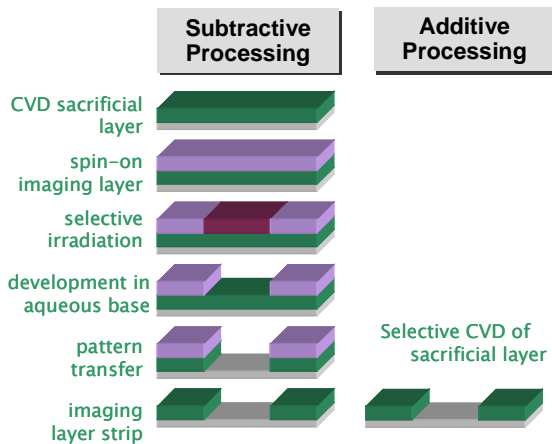 Subtractive
Processing
Additive
Processing
CVD sacrificial
layer
spin-on
imaging layer
selective
irradiation
development in
aqueous base
pattern
transfer
Selective CVD of
sacrificial layer
imaging
layer strip